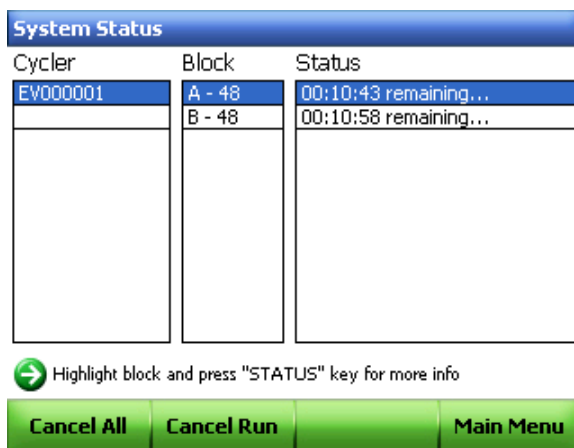 System Status
Cycler Block Status
EV000001 A - 48 00:10:43 remaining...
B - 48 00:10:58 remaining...
Highlight block and press "STATUS" key for more info
Cancel All Cancel Run Main Menu